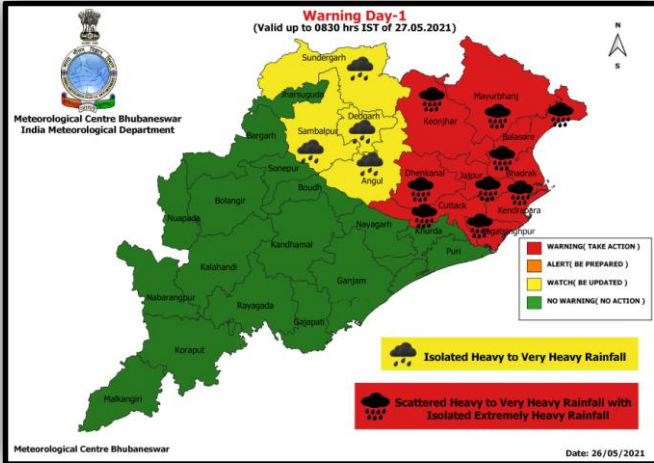 Warning Day-1
(Valid up to 0830 hrs IST of 27.05.2021)
N
S
Meteorological Centre Bhubaneswar
India Meteorological Department
Sundergarh
Jharsuguda
Mayurbhanj
Keonjhar
Deogarh
Sambalpur
Bargarh
Balasore
Angul
Sonepur
Dhenkanal
Jajpur
Bhadrak
Boudh
Bolangir
Cuttack
Kendrapara
Nuapada
Nayagarh
Khurda
Jagatsinghpur
Kandhamal
Puri
Kalahandi
Ganjam
Nabarangpur
Rayagada
Gajapati
Koraput
Malkangiri
WARNING( TAKE ACTION )
ALERT( BE PREPARED )
WATCH( BE UPDATED )
NO WARNING( NO ACTION )
Isolated Heavy to Very Heavy Rainfall
Scattered Heavy to Very Heavy Rainfall with
Isolated Extremely Heavy Rainfall
Meteorological Centre Bhubaneswar
Date: 26/05/2021